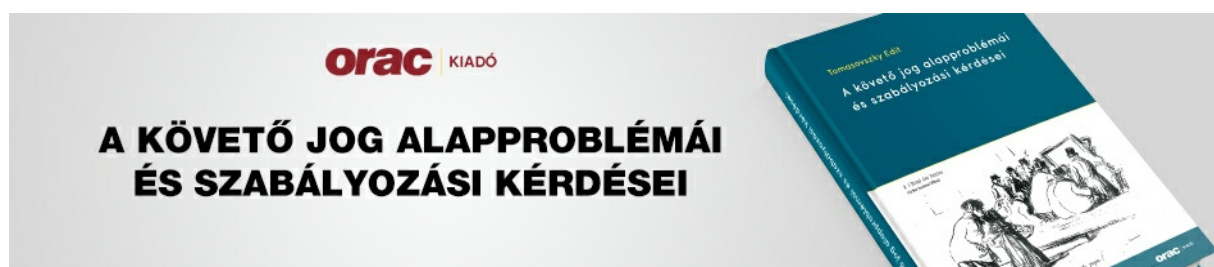 orac KIADÓ
A KÖVETŐ JOG ALAPPROBLÉMÁI
ÉS SZABÁLYOZÁSI KÉRDÉSEI
Tomasovszky Edit
A követő jog alapproblémái
és szabályozási kérdései
orac